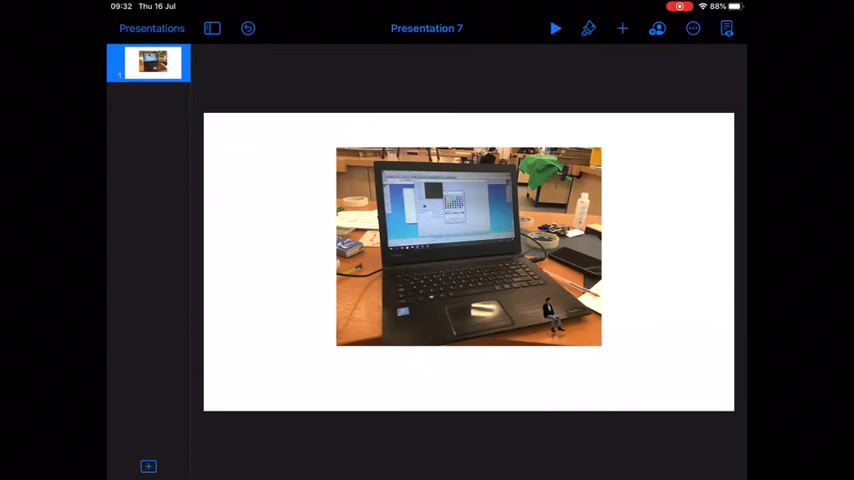 09:32 Thu 16 Jul
88%
Presentations
Presentation 7
1